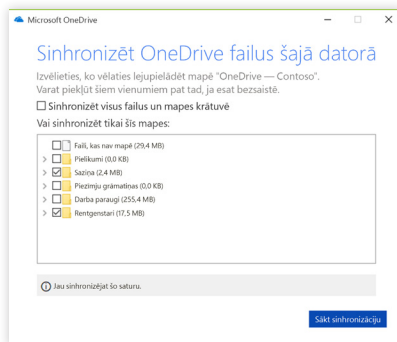 Microsoft OneDrive
Sinhronizēt OneDrive failus šajā datorā
Izvēlieties, ko vēlaties lejupielādēt mapē "OneDrive — Contoso".
Varat piekļūt šiem vienumiem pat tad, ja esat bezsaistē.
Sinhronizēt visus failus un mapes krātuvē
Vai sinhronizēt tikai šīs mapes:
Faili, kas nav mapē (29,4 MB)
Pielikumi (0,0 KB)
Saziņa (2,4 MB)
Piezīmju grāmatiņas (0,0 KB)
Darba paraugi (255,4 MB)
Rentgenstari (17,5 MB)
Jau sinhronizējat šo saturu.
Sākt sinhronizāciju